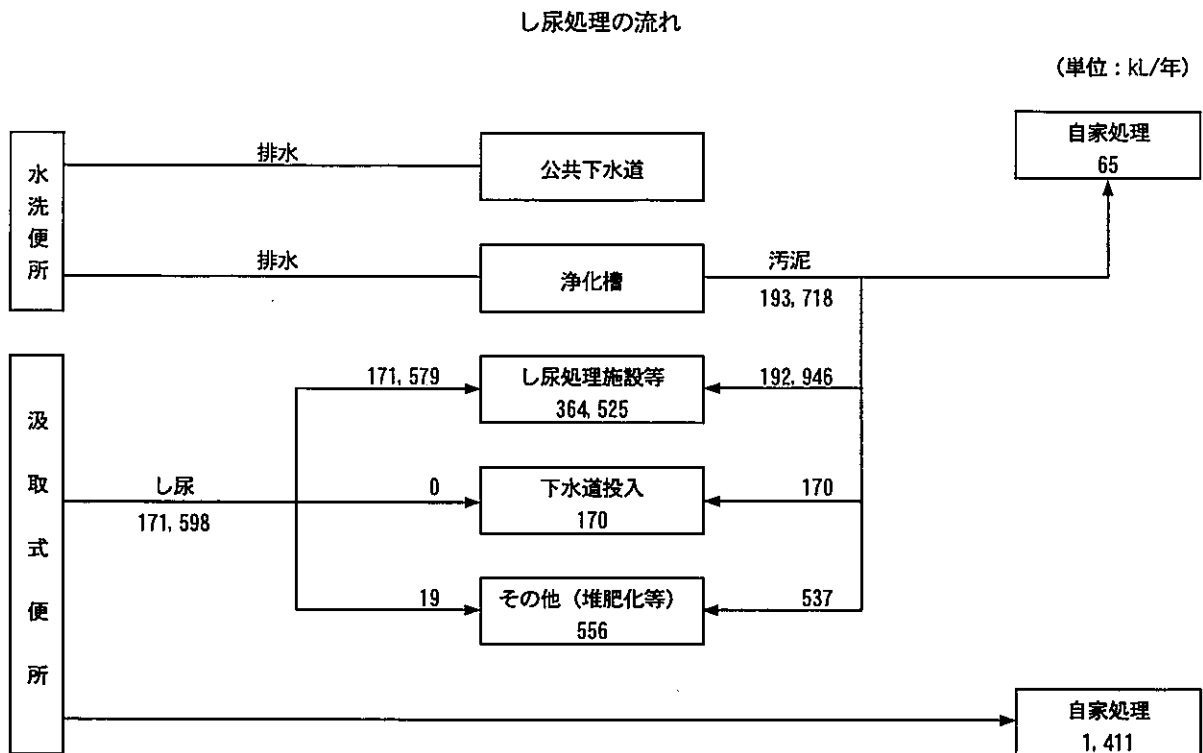 し尿処理の流れ
(単位:kL/年)
自家処理
65
水洗便所
排水
公共下水道
排水
浄化槽
汚泥
193,718
汲取式便所
171,579
し尿処理施設等
364,525
192,946
し尿
171,598
0
下水道投入
170
170
19
その他(堆肥化等)
556
537
自家処理
1,411